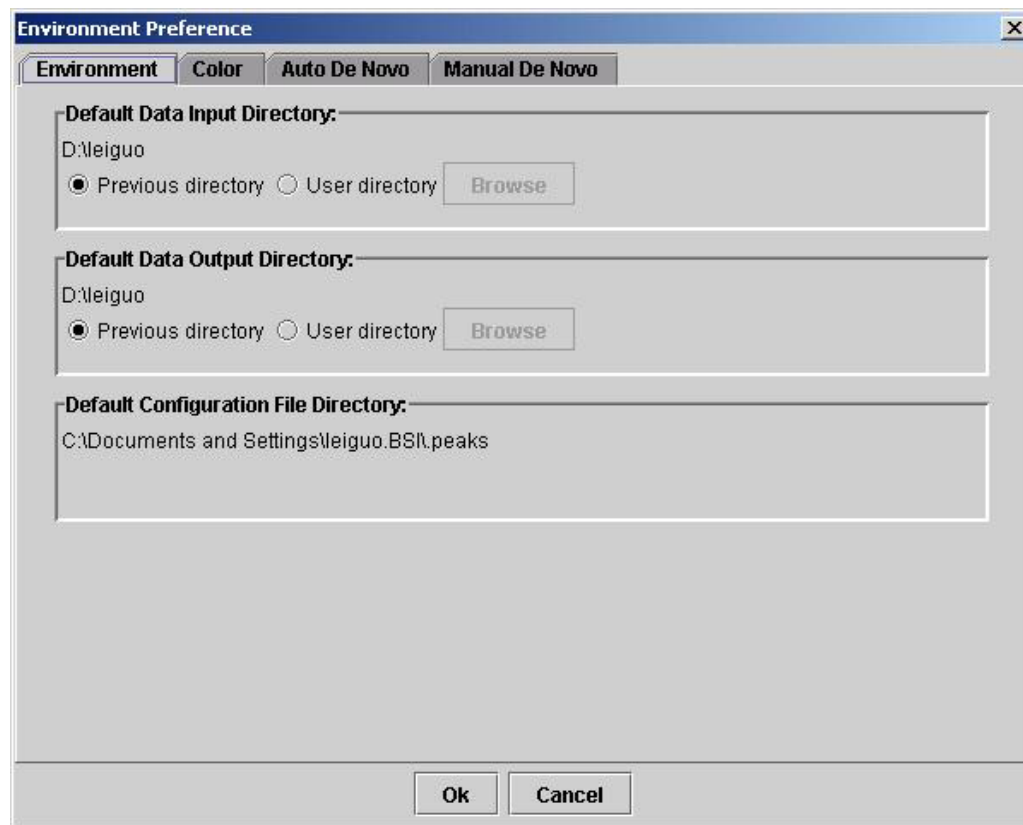 Environment Preference
Environment Color Auto De Novo Manual De Novo
Default Data Input Directory:
D:\leiguo
Previous directory User directory Browse
Default Data Output Directory:
D:\leiguo
Previous directory User directory Browse
Default Configuration File Directory:
C:\Documents and Settings\leiguo.BSI\.peaks
Ok Cancel